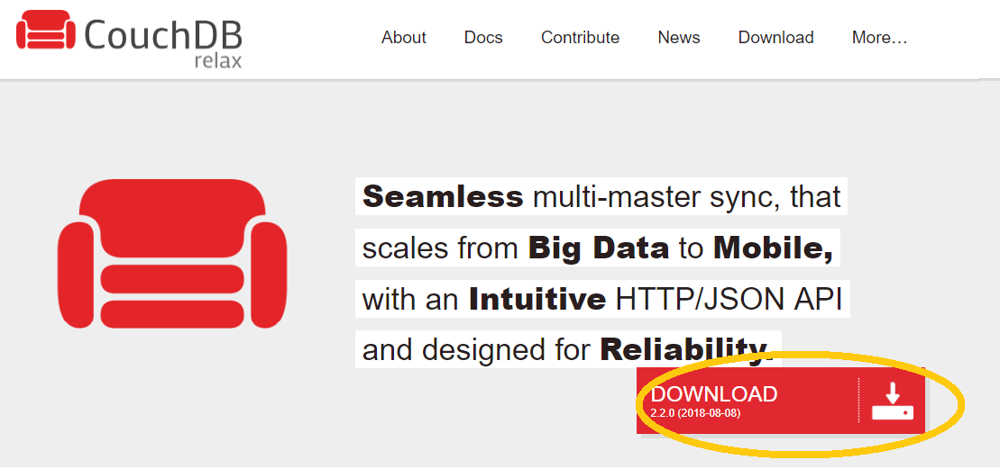 CouchDB
relax
About Docs Contribute News Download More…
Seamless multi-master sync, that
scales from Big Data to Mobile,
with an Intuitive HTTP/JSON API
and designed for Reliability.
DOWNLOAD
2.2.0 (2018-08-08)